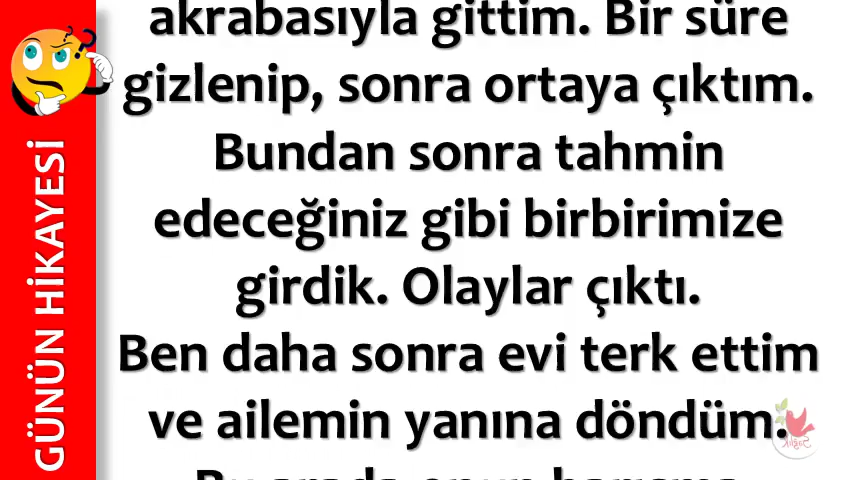 akrabasıyla gittim. Bir süre
gizlenip, sonra ortaya çıktım.
Bundan sonra tahmin
edeceğiniz gibi birbirimize
girdik. Olaylar çıktı.
Ben daha sonra evi terk ettim
ve ailemin yanına döndüm.
GÜNÜN HİKAYESİ